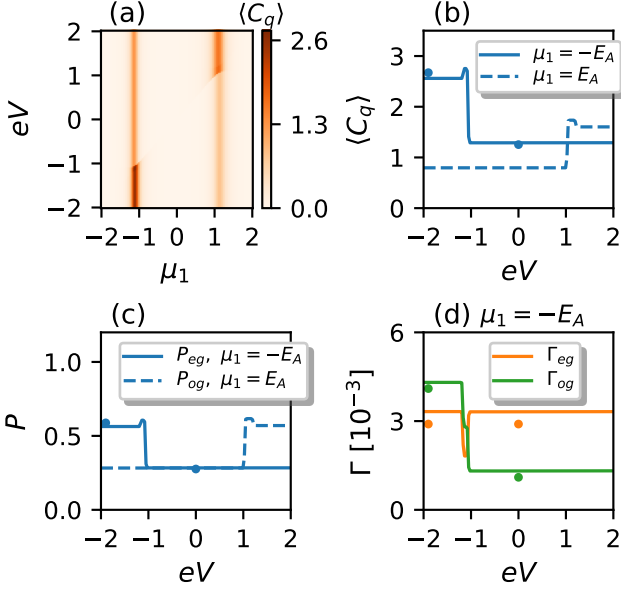 (a)
⟨C_q⟩
2
1
0
−1
−2
eV
−2 −1 0 1 2
μ_1
2.6
1.3
0.0
(b)
3
2
1
0
⟨C_q⟩
μ_1 = −E_A
μ_1 = E_A
−2 −1 0 1 2
eV
(c)
1.0
0.5
0.0
P
P_eg, μ_1 = −E_A
P_og, μ_1 = E_A
−2 −1 0 1 2
eV
(d) μ_1 = −E_A
6
3
0
Γ [10^−3]
Γ_eg
Γ_og
−2 −1 0 1 2
eV